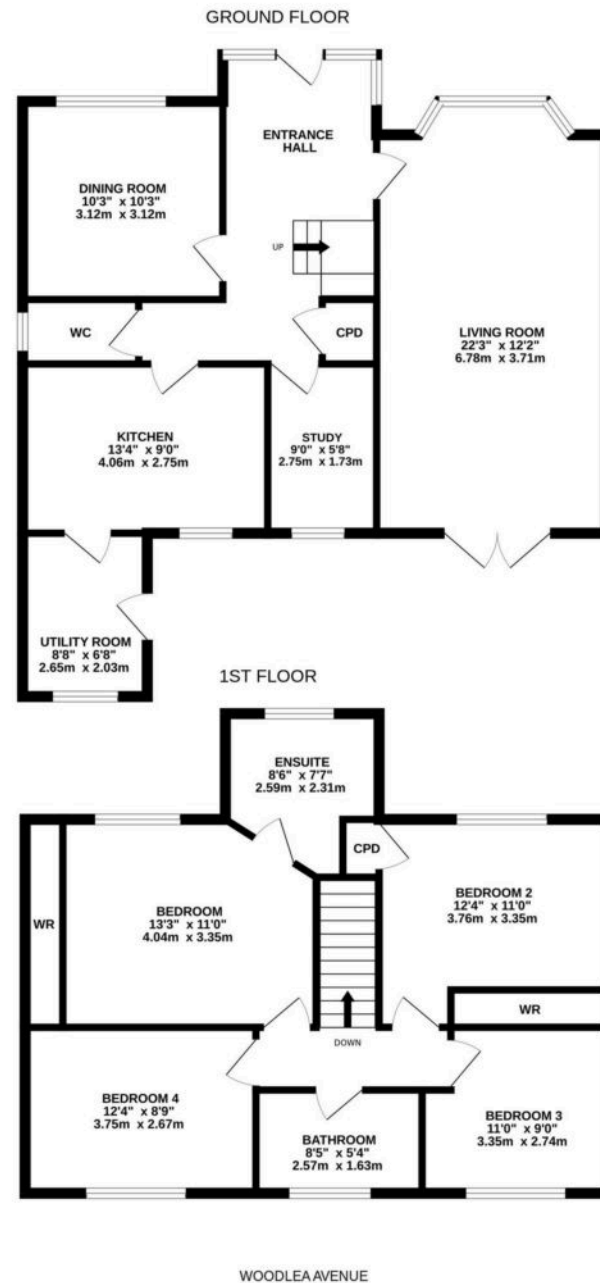 GROUND FLOOR
ENTRANCE
HALL
DINING ROOM
10'3" x 10'3"
3.12m x 3.12m
UP
WC
CPD
LIVING ROOM
22'3" x 12'2"
6.78m x 3.71m
KITCHEN
13'4" x 9'0"
4.06m x 2.75m
STUDY
9'0" x 5'8"
2.75m x 1.73m
UTILITY ROOM
8'8" x 6'8"
2.65m x 2.03m
1ST FLOOR
ENSUITE
8'6" x 7'7"
2.59m x 2.31m
CPD
WR
BEDROOM
13'3" x 11'0"
4.04m x 3.35m
BEDROOM 2
12'4" x 11'0"
3.76m x 3.35m
WR
DOWN
BEDROOM 4
12'4" x 8'9"
3.75m x 2.67m
BATHROOM
8'5" x 5'4"
2.57m x 1.63m
BEDROOM 3
11'0" x 9'0"
3.35m x 2.74m
WOODLEA AVENUE